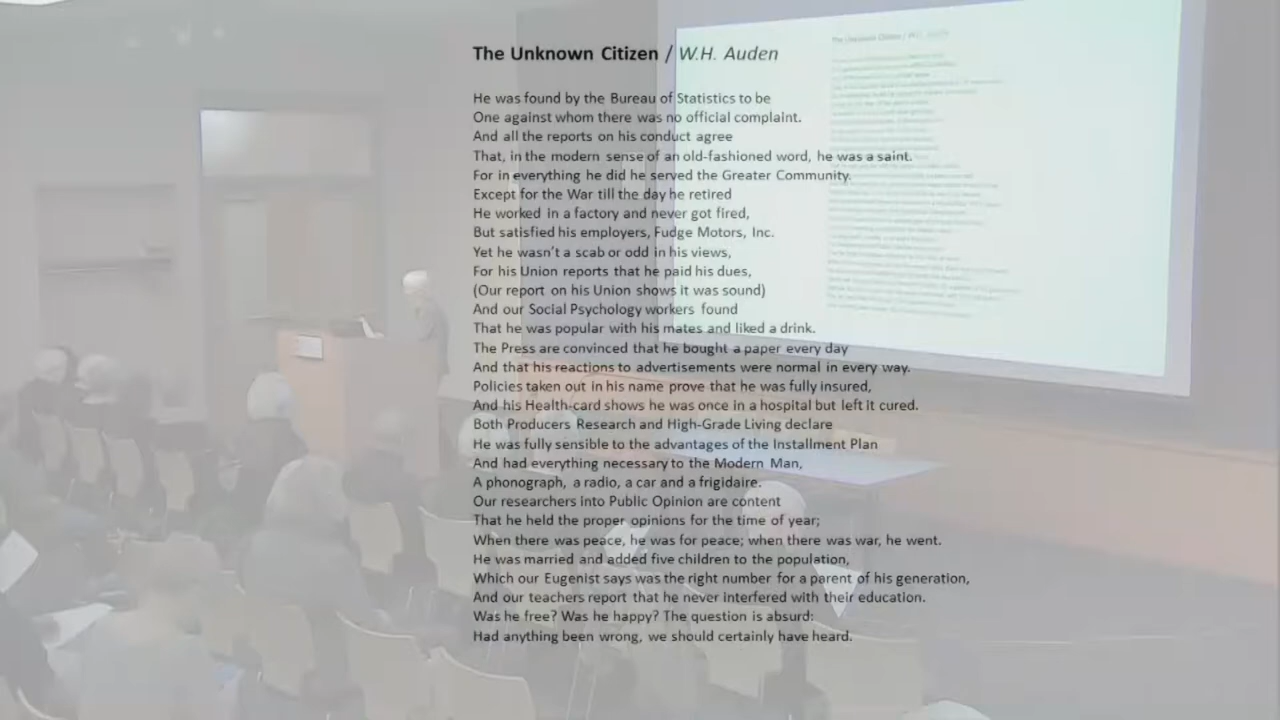 The Unknown Citizen / W.H. Auden
He was found by the Bureau of Statistics to be
One against whom there was no official complaint.
And all the reports on his conduct agree
That, in the modern sense of an old-fashioned word, he was a saint.
For in everything he did he served the Greater Community.
Except for the War till the day he retired
He worked in a factory and never got fired,
But satisfied his employers, Fudge Motors, Inc.
Yet he wasn't a scab or odd in his views,
For his Union reports that he paid his dues,
(Our report on his Union shows it was sound)
And our Social Psychology workers found
That he was popular with his mates and liked a drink.
The Press are convinced that he bought a paper every day
And that his reactions to advertisements were normal in every way.
Policies taken out in his name prove that he was fully insured,
And his Health-card shows he was once in a hospital but left it cured.
Both Producers Research and High-Grade Living declare
He was fully sensible to the advantages of the Installment Plan
And had everything necessary to the Modern Man,
A phonograph, a radio, a car and a frigidaire.
Our researchers into Public Opinion are content
That he held the proper opinions for the time of year;
When there was peace, he was for peace; when there was war, he went.
He was married and added five children to the population,
Which our Eugenist says was the right number for a parent of his generation,
And our teachers report that he never interfered with their education.
Was he free? Was he happy? The question is absurd:
Had anything been wrong, we should certainly have heard.